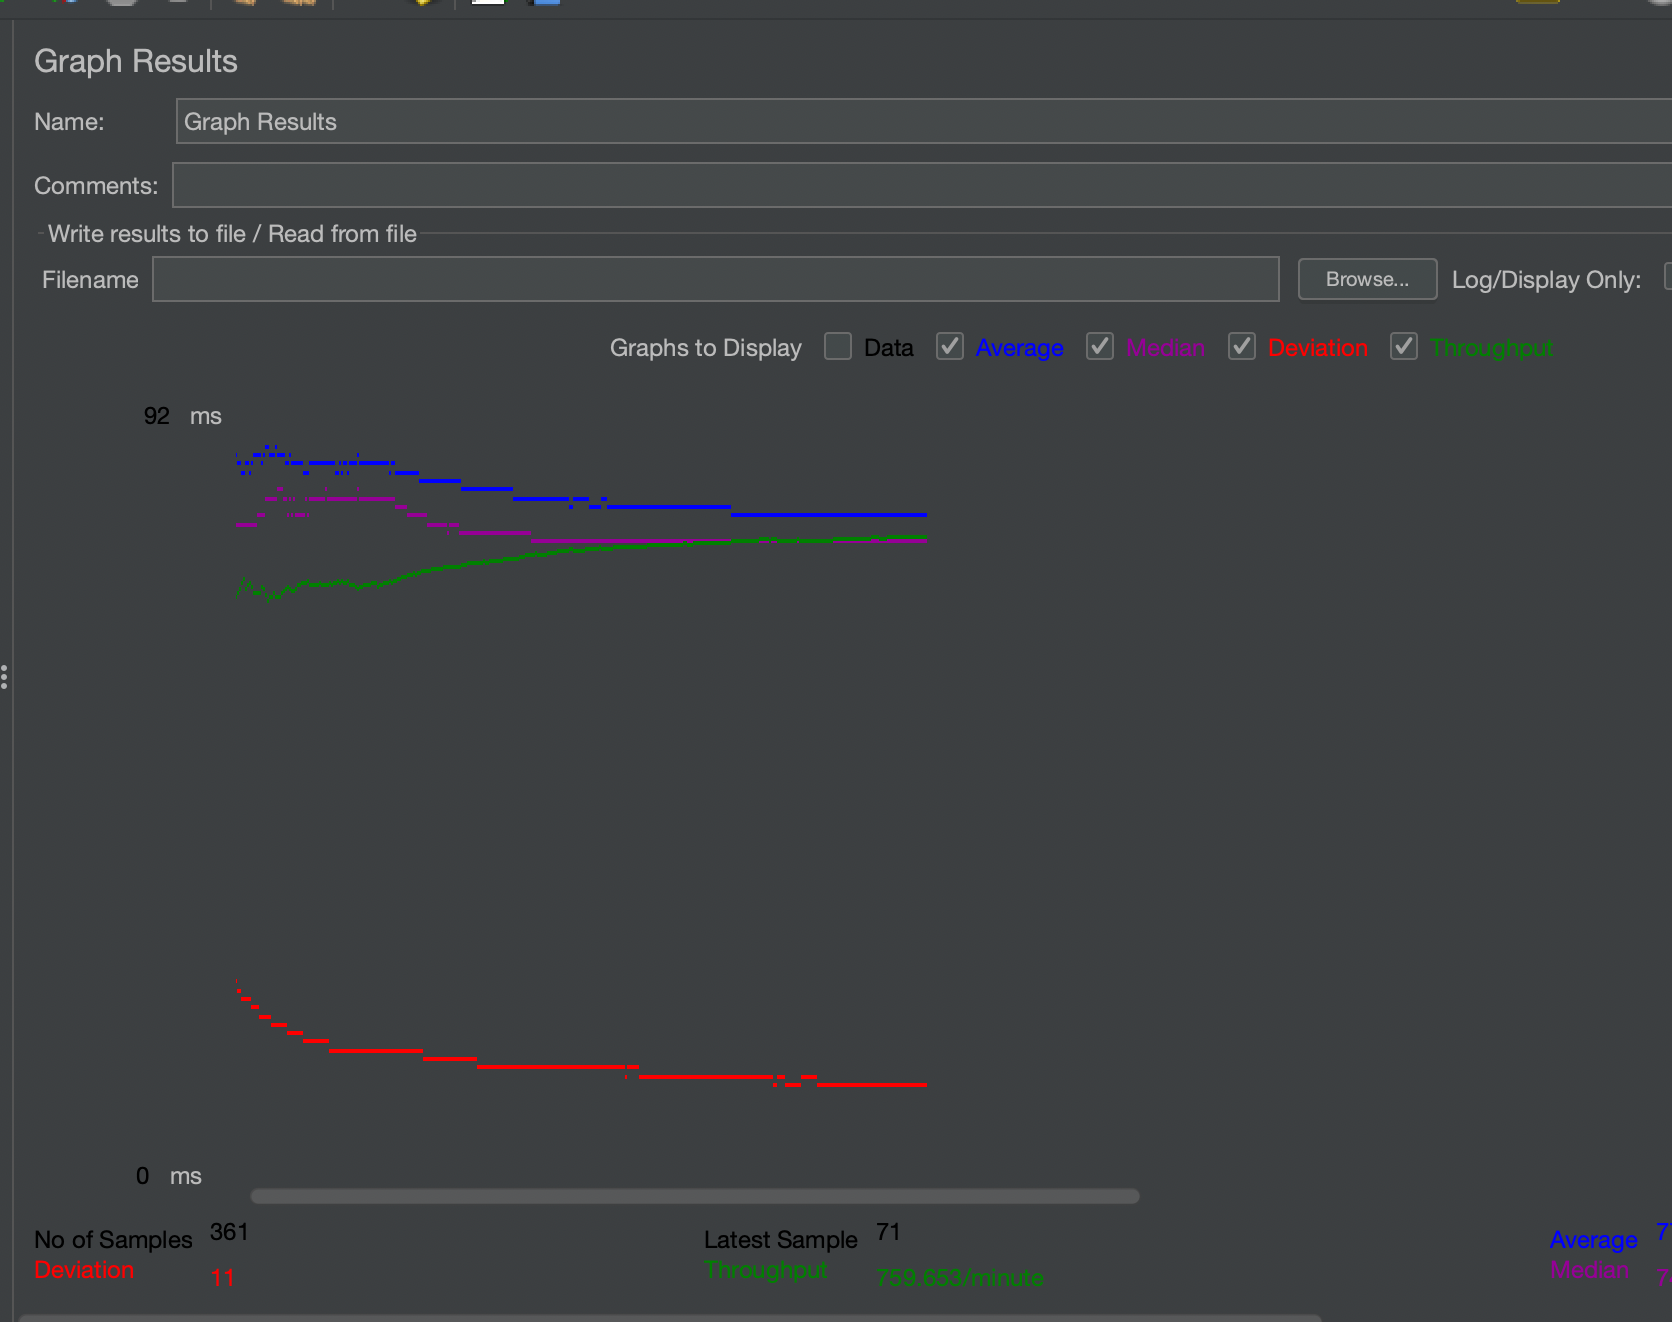 Graph Results
Name: Graph Results
Comments:
Write results to file / Read from file
Filename Browse... Log/Display Only:
Graphs to Display Data Average Median Deviation Throughput
92 ms
0 ms
No of Samples 361 Latest Sample 71 Average
Deviation 11 Throughput 759.653/minute Median